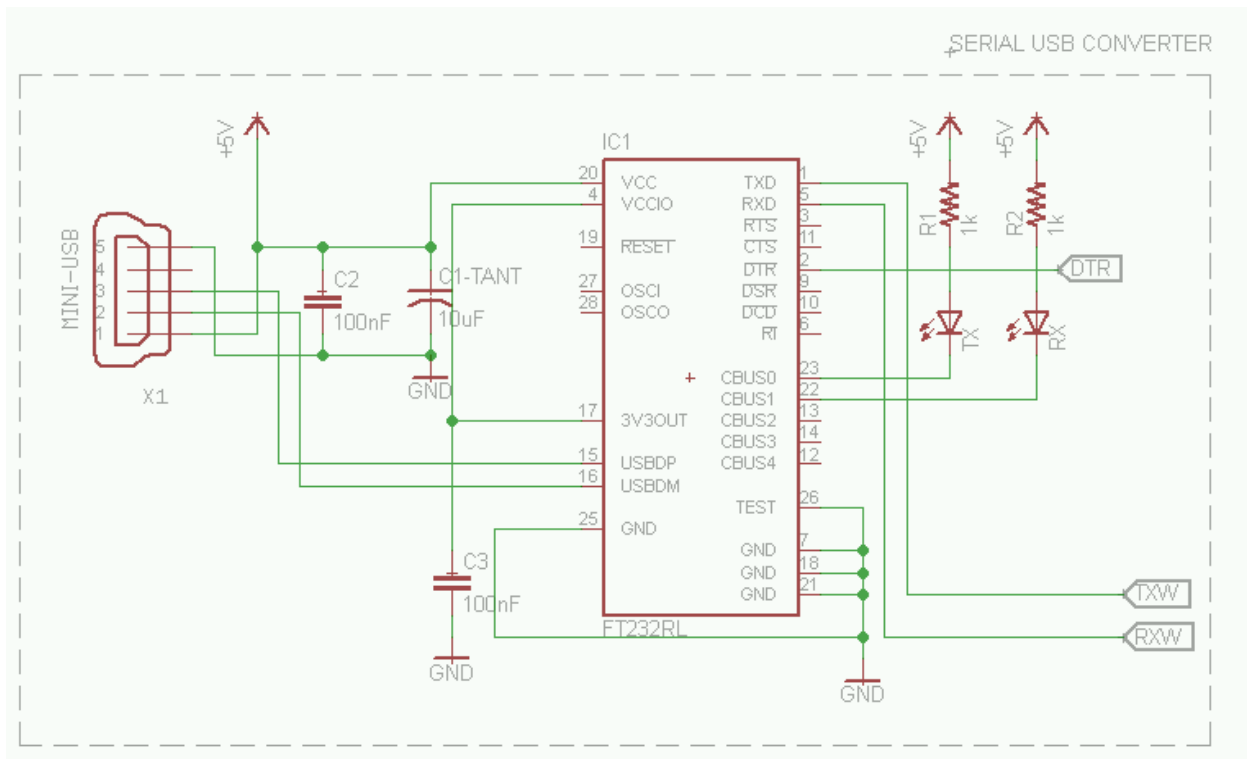 SERIAL USB CONVERTER
+5V
+5V
+5V
IC1
20 VCC
4 VCCIO
19 RESET
27 OSCI
28 OSCO
17 3V3OUT
15 USBDP
16 USBDM
25 GND
TXD 1
RXD 5
RTS 3
CTS 11
DTR 2
DSR 9
DCD 10
RI 6
CBUS0 23
CBUS1 22
CBUS2 13
CBUS3 14
CBUS4 12
TEST 26
GND 7
GND 18
GND 21
FT232RL
MINI-USB
5
4
3
2
1
X1
C2
100nF
C1-TANT
10uF
GND
C3
100nF
GND
R1
1k
R2
1k
TX
RX
DTR
TXW
RXW
GND